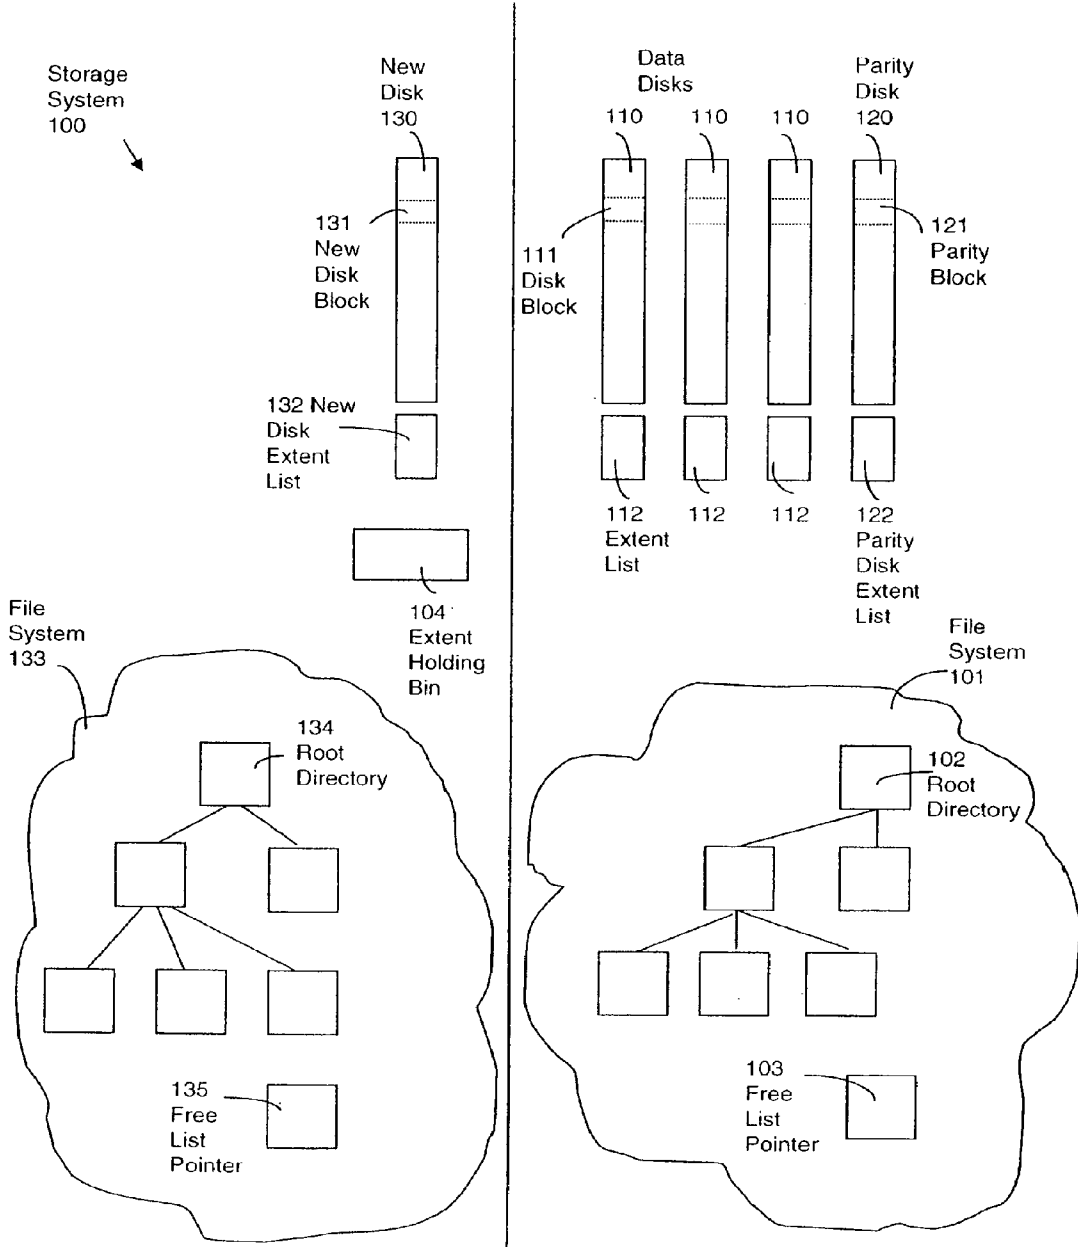 Storage
System
100
New
Disk
130
131
New
Disk
Block
132 New
Disk
Extent
List
104
Extent
Holding
Bin
File
System
133
134
Root
Directory
135
Free
List
Pointer
Data
Disks
110
110
110
Parity
Disk
120
111
Disk
Block
121
Parity
Block
112
Extent
List
112
112
122
Parity
Disk
Extent
List
File
System
101
102
Root
Directory
103
Free
List
Pointer